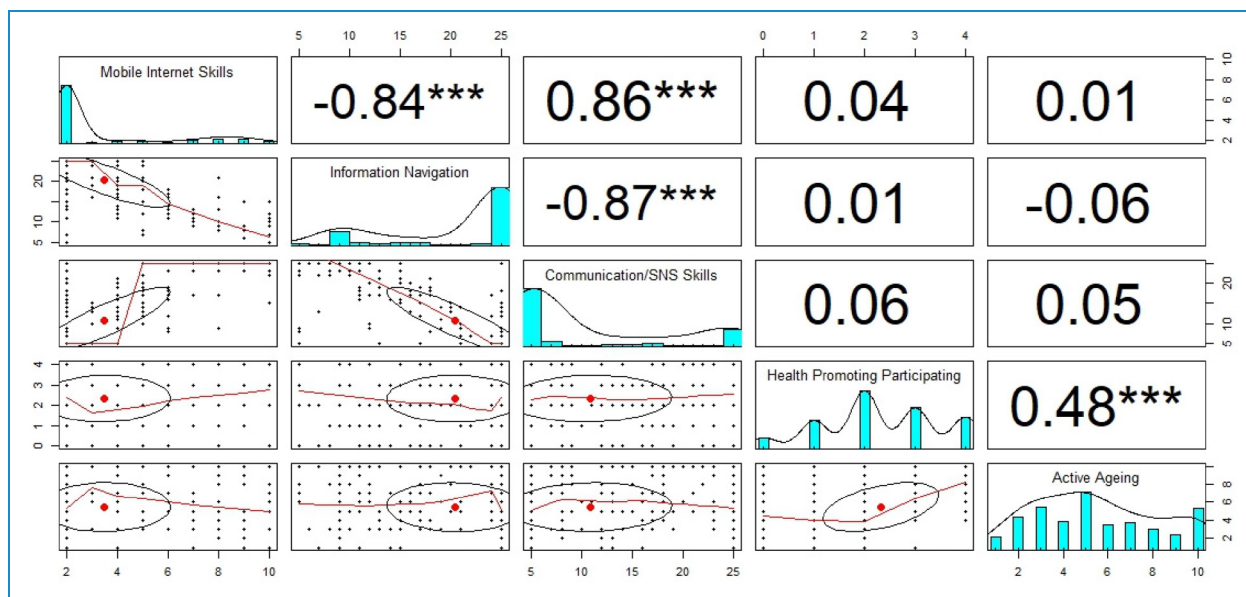 5 10 15 20 25
0 1 2 3 4
Mobile Internet Skills
-0.84***
0.86***
0.04
0.01
2 4 6 8 10
5 10 20
Information Navigation
-0.87***
0.01
-0.06
Communication/SNS Skills
0.06
0.05
10 20
0 1 2 3 4
Health Promoting Participating
0.48***
Active Ageing
2 4 6 8
2 4 6 8 10
5 10 15 20 25
2 4 6 8 10